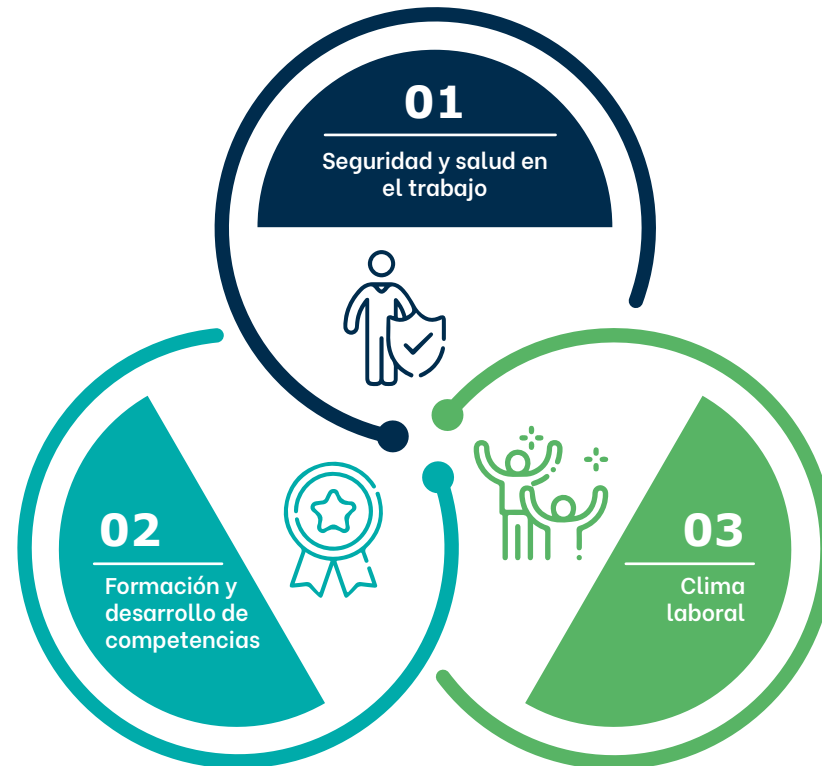 01
Seguridad y salud en
el trabajo
02
Formación y
desarrollo de
competencias
03
Clima
laboral